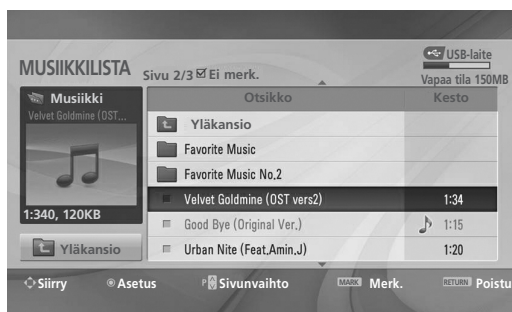 MUSIIKKILISTA
Sivu 2/3 Ei merk.
USB-laite
Vapaa tila 150MB
Musiikki
Velvet Goldmine (OST...
1:340, 120KB
Yläkansio
Otsikko Kesto
Yläkansio
Favorite Music
Favorite Music No.2
Velvet Goldmine (OST vers2) 1:34
Good Bye (Original Ver.) 1:15
Urban Nite (Feat.Amin.J) 1:20
Siirry Asetus P Sivunvaihto MARK Merk. RETURN Poistu